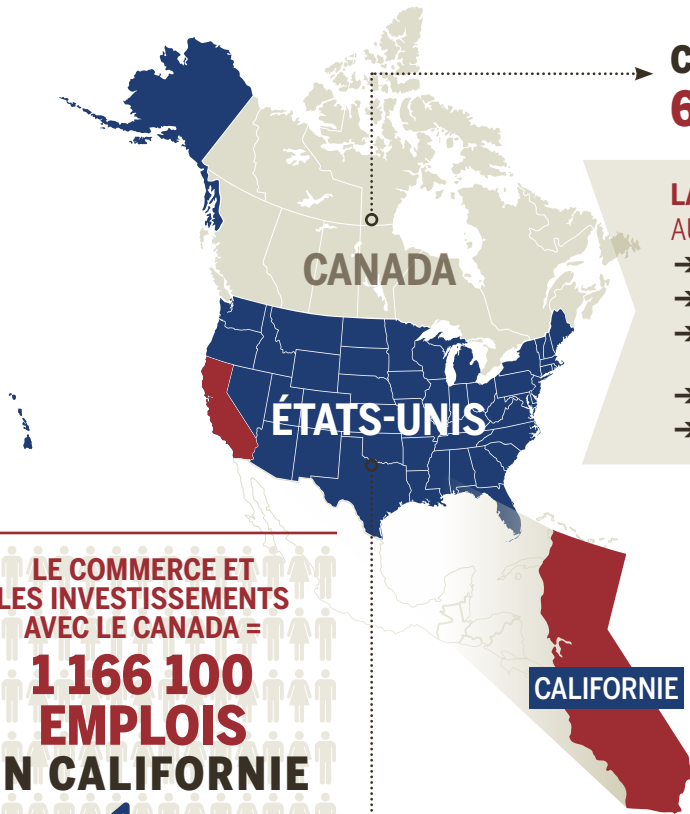 CANADA
ÉTATS-UNIS
LE COMMERCE ET
LES INVESTISSEMENTS
AVEC LE CANADA =
1 166 100
EMPLOIS
N CALIFORNIE
CALIFORNIE